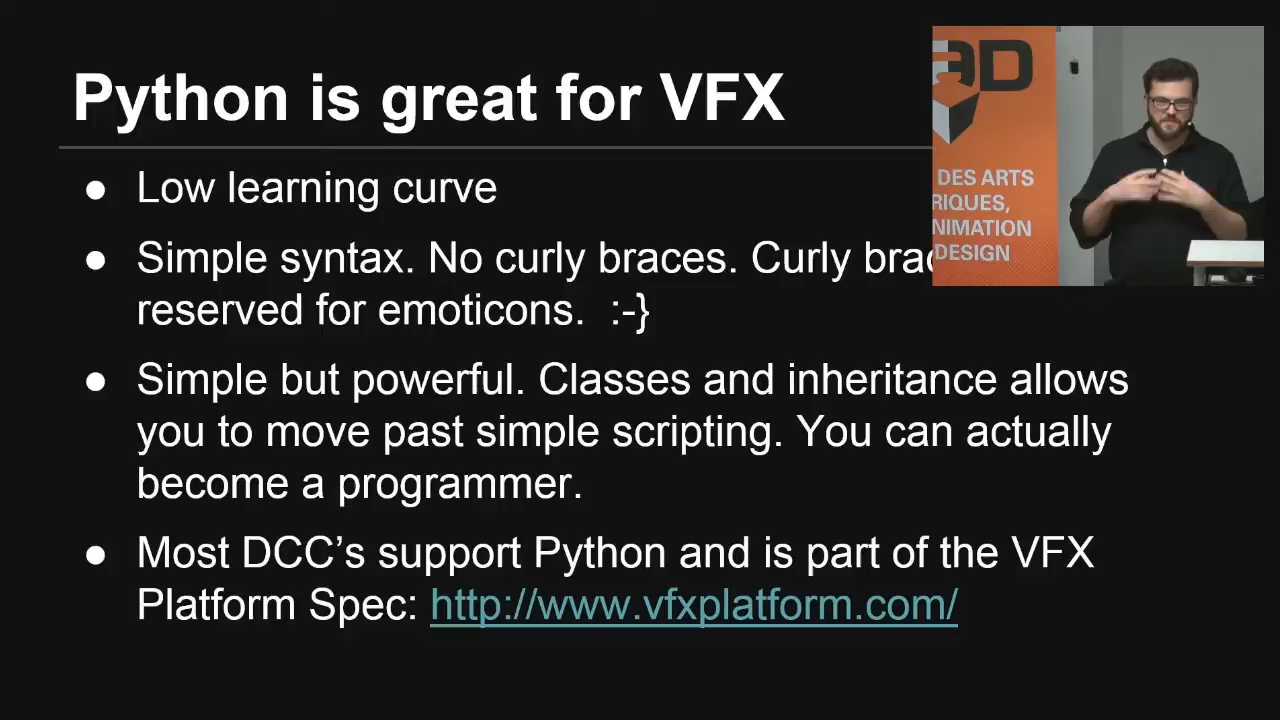 Python is great for VFX
● Low learning curve
● Simple syntax. No curly braces. Curly
reserved for emoticons. :-}
● Simple but powerful. Classes and inheritance allows
you to move past simple scripting. You can actually
become a programmer.
● Most DCC's support Python and is part of the VFX
Platform Spec: http://www.vfxplatform.com/
AD
DES ARTS
RIQUES,
NIMATION
DESIGN